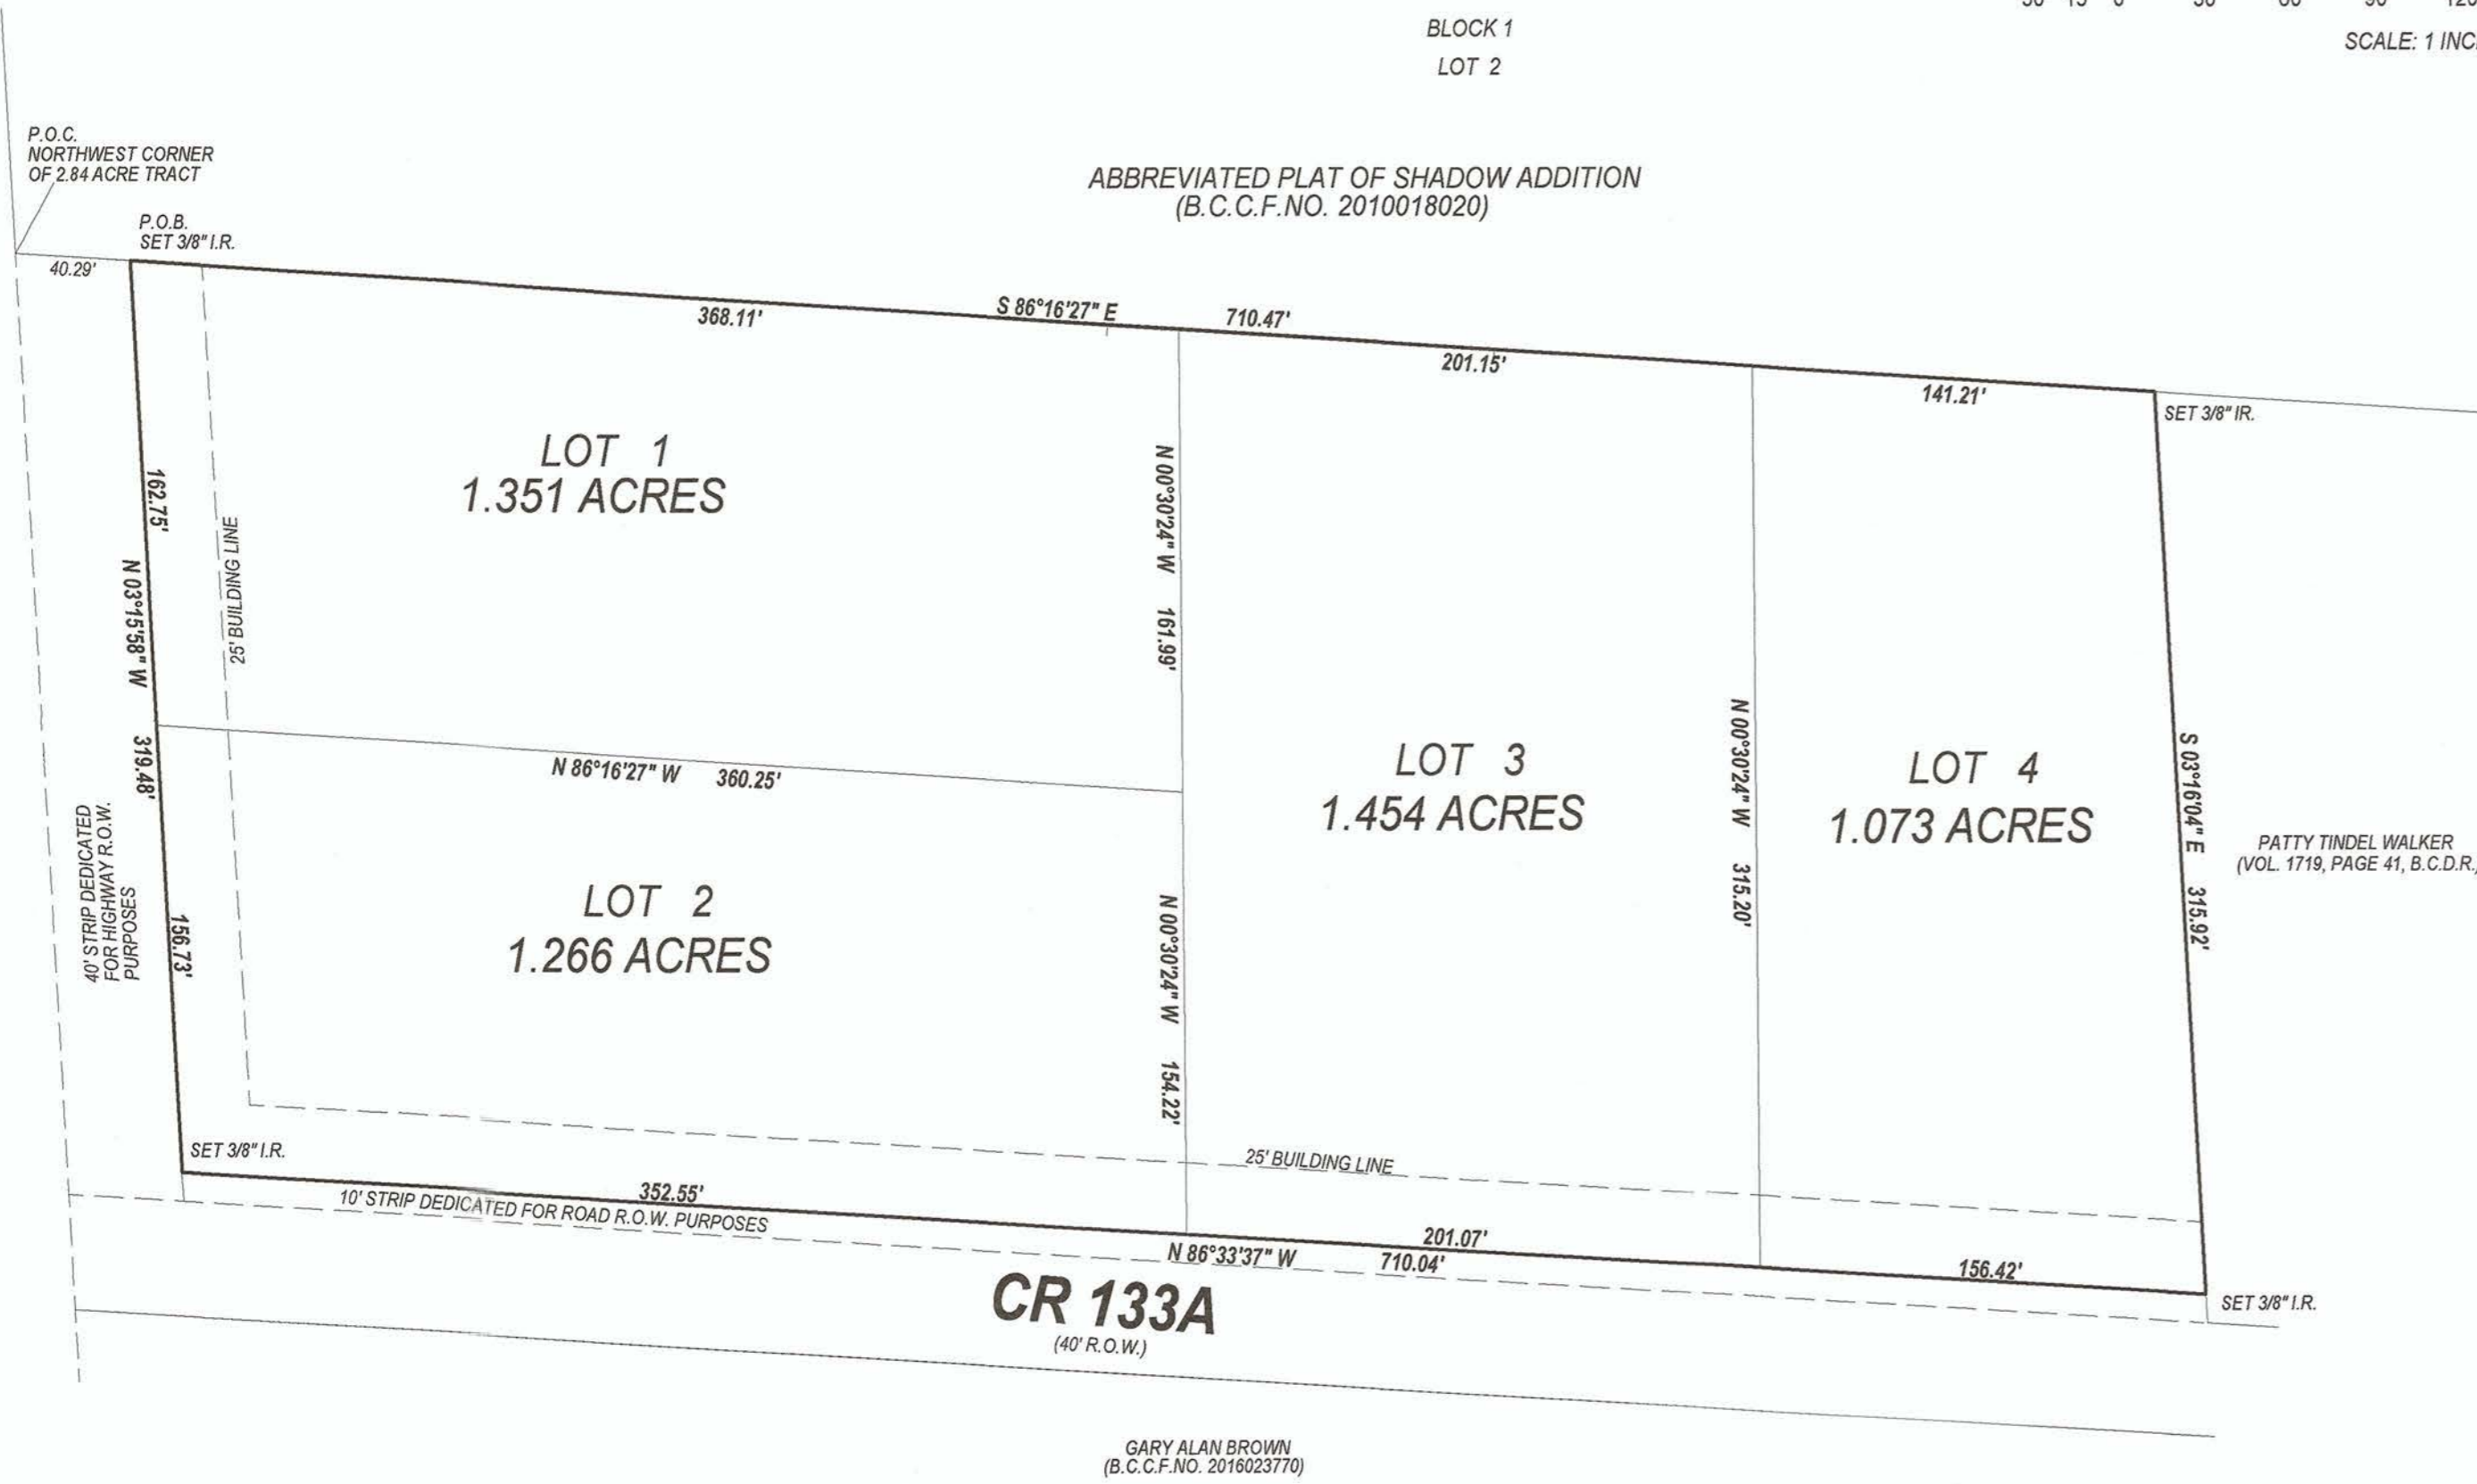 BLOCK 1
LOT 2
SCALE: 1 INC
P.O.C.
NORTHWEST CORNER
OF 2.84 ACRE TRACT
ABBREVIATED PLAT OF SHADOW ADDITION
(B.C.C.F.NO. 2010018020)
P.O.B.
SET 3/8" I.R.
40.29'
368.11'
S 86°16'27" E
710.47'
201.15'
141.21'
SET 3/8" IR.
LOT 1
1.351 ACRES
162.75'
N 03°15'58" W 319.48'
25' BUILDING LINE
N 00°30'24" W 161.99'
N 86°16'27" W 360.25'
LOT 3
1.454 ACRES
N 00°30'24" W 315.20'
LOT 4
1.073 ACRES
S 03°16'04" E 315.92'
PATTY TINDEL WALKER
(VOL. 1719, PAGE 41, B.C.D.R.)
40' STRIP DEDICATED
FOR HIGHWAY R.O.W.
PURPOSES
156.73'
LOT 2
1.266 ACRES
N 00°30'24" W 154.22'
SET 3/8" I.R.
25' BUILDING LINE
352.55'
10' STRIP DEDICATED FOR ROAD R.O.W. PURPOSES
201.07'
N 86°33'37" W 710.04'
156.42'
SET 3/8" I.R.
CR 133A
(40' R.O.W.)
GARY ALAN BROWN
(B.C.C.F.NO. 2016023770)